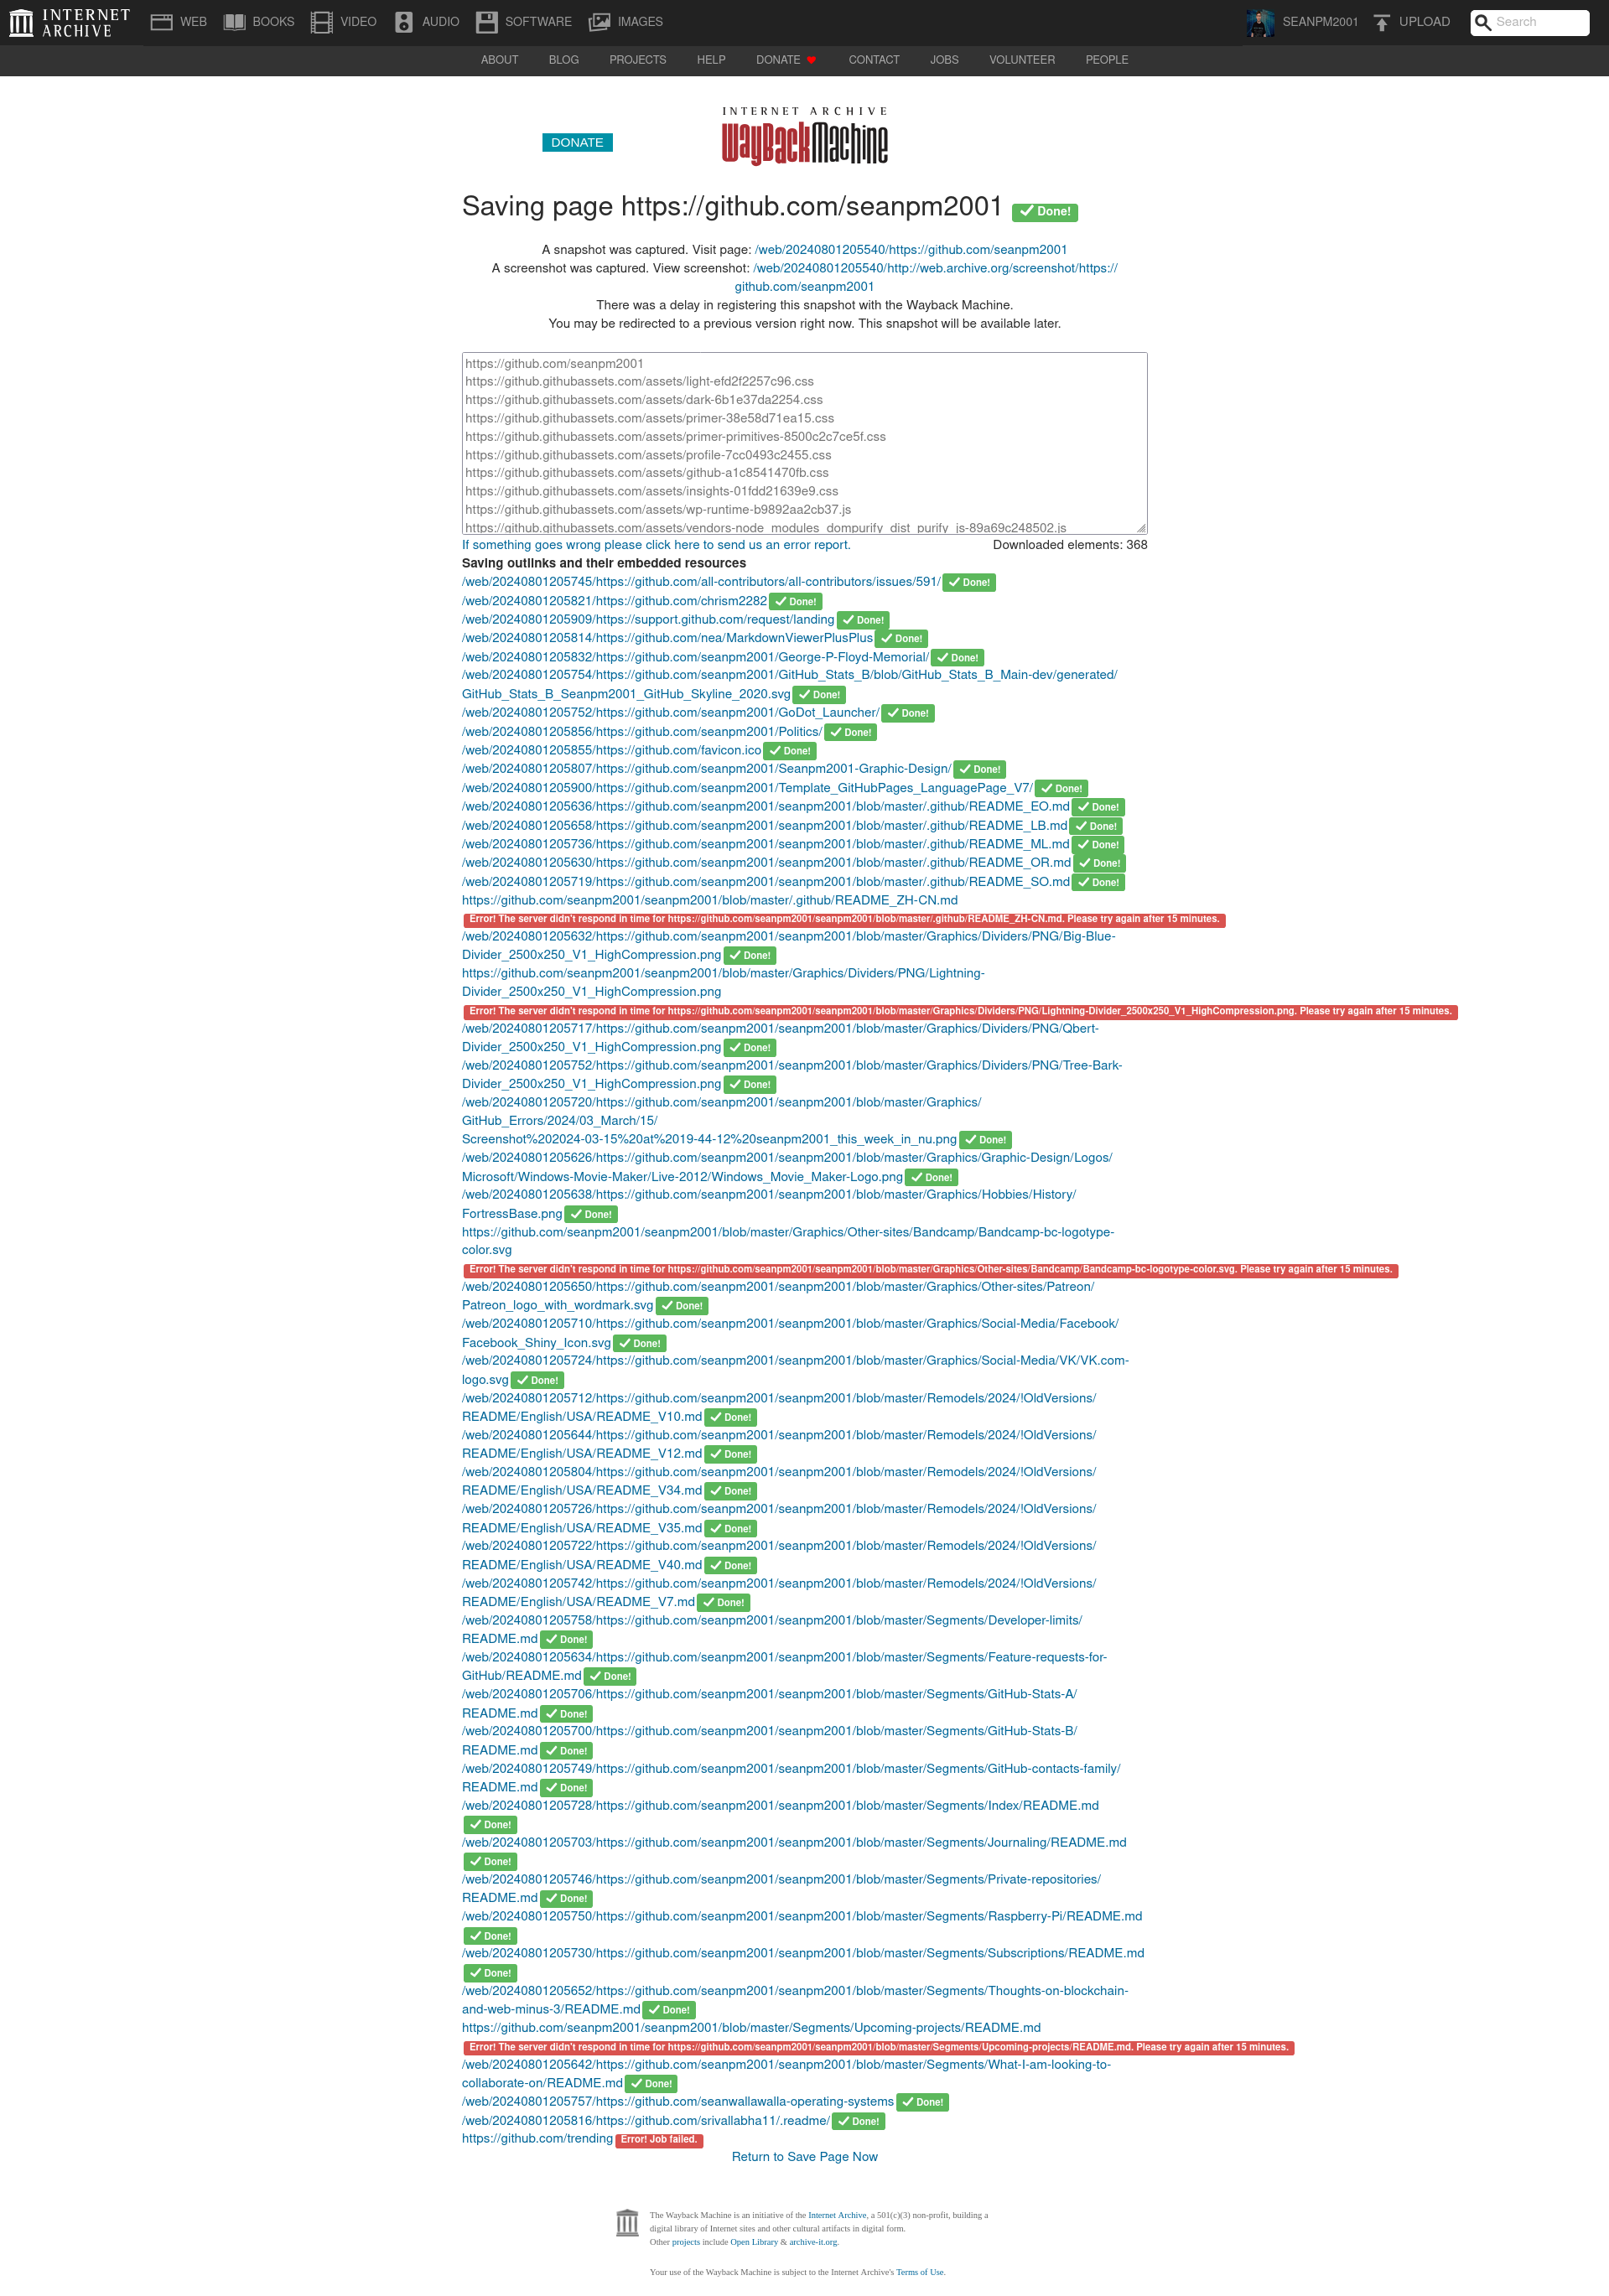 INTERNET ARCHIVE
WEB
BOOKS
VIDEO
AUDIO
SOFTWARE
IMAGES
SEANPM2001
UPLOAD
Search
ABOUT
BLOG
PROJECTS
HELP
DONATE
CONTACT
JOBS
VOLUNTEER
PEOPLE
DONATE
INTERNET ARCHIVE
WayBackMachine
Saving page https://github.com/seanpm2001 Done!
A snapshot was captured. Visit page: /web/20240801205540/https://github.com/seanpm2001
A screenshot was captured. View screenshot: /web/20240801205540/http://web.archive.org/screenshot/https://
github.com/seanpm2001
There was a delay in registering this snapshot with the Wayback Machine.
You may be redirected to a previous version right now. This snapshot will be available later.
https://github.com/seanpm2001
https://github.githubassets.com/assets/light-efd2f2257c96.css
https://github.githubassets.com/assets/dark-6b1e37da2254.css
https://github.githubassets.com/assets/primer-38e58d71ea15.css
https://github.githubassets.com/assets/primer-primitives-8500c2c7ce5f.css
https://github.githubassets.com/assets/profile-7cc0493c2455.css
https://github.githubassets.com/assets/github-a1c8541470fb.css
https://github.githubassets.com/assets/insights-01fdd21639e9.css
https://github.githubassets.com/assets/wp-runtime-b9892aa2cb37.js
https://github.githubassets.com/assets/vendors-node_modules_dompurify_dist_purify_js-89a69c248502.js
If something goes wrong please click here to send us an error report.
Downloaded elements: 368
Saving outlinks and their embedded resources
/web/20240801205745/https://github.com/all-contributors/all-contributors/issues/591/ Done!
/web/20240801205821/https://github.com/chrism2282 Done!
/web/20240801205909/https://support.github.com/request/landing Done!
/web/20240801205814/https://github.com/nea/MarkdownViewerPlusPlus Done!
/web/20240801205832/https://github.com/seanpm2001/George-P-Floyd-Memorial/ Done!
/web/20240801205754/https://github.com/seanpm2001/GitHub_Stats_B/blob/GitHub_Stats_B_Main-dev/generated/
GitHub_Stats_B_Seanpm2001_GitHub_Skyline_2020.svg Done!
/web/20240801205752/https://github.com/seanpm2001/GoDot_Launcher/ Done!
/web/20240801205856/https://github.com/seanpm2001/Politics/ Done!
/web/20240801205855/https://github.com/favicon.ico Done!
/web/20240801205807/https://github.com/seanpm2001/Seanpm2001-Graphic-Design/ Done!
/web/20240801205900/https://github.com/seanpm2001/Template_GitHubPages_LanguagePage_V7/ Done!
/web/20240801205636/https://github.com/seanpm2001/seanpm2001/blob/master/.github/README_EO.md Done!
/web/20240801205658/https://github.com/seanpm2001/seanpm2001/blob/master/.github/README_LB.md Done!
/web/20240801205736/https://github.com/seanpm2001/seanpm2001/blob/master/.github/README_ML.md Done!
/web/20240801205630/https://github.com/seanpm2001/seanpm2001/blob/master/.github/README_OR.md Done!
/web/20240801205719/https://github.com/seanpm2001/seanpm2001/blob/master/.github/README_SO.md Done!
https://github.com/seanpm2001/seanpm2001/blob/master/.github/README_ZH-CN.md
Error! The server didn't respond in time for https://github.com/seanpm2001/seanpm2001/blob/master/.github/README_ZH-CN.md. Please try again after 15 minutes.
/web/20240801205632/https://github.com/seanpm2001/seanpm2001/blob/master/Graphics/Dividers/PNG/Big-Blue-
Divider_2500x250_V1_HighCompression.png Done!
https://github.com/seanpm2001/seanpm2001/blob/master/Graphics/Dividers/PNG/Lightning-
Divider_2500x250_V1_HighCompression.png
Error! The server didn't respond in time for https://github.com/seanpm2001/seanpm2001/blob/master/Graphics/Dividers/PNG/Lightning-Divider_2500x250_V1_HighCompression.png. Please try again after 15 minutes.
/web/20240801205717/https://github.com/seanpm2001/seanpm2001/blob/master/Graphics/Dividers/PNG/Qbert-
Divider_2500x250_V1_HighCompression.png Done!
/web/20240801205752/https://github.com/seanpm2001/seanpm2001/blob/master/Graphics/Dividers/PNG/Tree-Bark-
Divider_2500x250_V1_HighCompression.png Done!
/web/20240801205720/https://github.com/seanpm2001/seanpm2001/blob/master/Graphics/
GitHub_Errors/2024/03_March/15/
Screenshot%202024-03-15%20at%2019-44-12%20seanpm2001_this_week_in_nu.png Done!
/web/20240801205626/https://github.com/seanpm2001/seanpm2001/blob/master/Graphics/Graphic-Design/Logos/
Microsoft/Windows-Movie-Maker/Live-2012/Windows_Movie_Maker-Logo.png Done!
/web/20240801205638/https://github.com/seanpm2001/seanpm2001/blob/master/Graphics/Hobbies/History/
FortressBase.png Done!
https://github.com/seanpm2001/seanpm2001/blob/master/Graphics/Other-sites/Bandcamp/Bandcamp-bc-logotype-
color.svg
Error! The server didn't respond in time for https://github.com/seanpm2001/seanpm2001/blob/master/Graphics/Other-sites/Bandcamp/Bandcamp-bc-logotype-color.svg. Please try again after 15 minutes.
/web/20240801205650/https://github.com/seanpm2001/seanpm2001/blob/master/Graphics/Other-sites/Patreon/
Patreon_logo_with_wordmark.svg Done!
/web/20240801205710/https://github.com/seanpm2001/seanpm2001/blob/master/Graphics/Social-Media/Facebook/
Facebook_Shiny_Icon.svg Done!
/web/20240801205724/https://github.com/seanpm2001/seanpm2001/blob/master/Graphics/Social-Media/VK/VK.com-
logo.svg Done!
/web/20240801205712/https://github.com/seanpm2001/seanpm2001/blob/master/Remodels/2024/!OldVersions/
README/English/USA/README_V10.md Done!
/web/20240801205644/https://github.com/seanpm2001/seanpm2001/blob/master/Remodels/2024/!OldVersions/
README/English/USA/README_V12.md Done!
/web/20240801205804/https://github.com/seanpm2001/seanpm2001/blob/master/Remodels/2024/!OldVersions/
README/English/USA/README_V34.md Done!
/web/20240801205726/https://github.com/seanpm2001/seanpm2001/blob/master/Remodels/2024/!OldVersions/
README/English/USA/README_V35.md Done!
/web/20240801205722/https://github.com/seanpm2001/seanpm2001/blob/master/Remodels/2024/!OldVersions/
README/English/USA/README_V40.md Done!
/web/20240801205742/https://github.com/seanpm2001/seanpm2001/blob/master/Remodels/2024/!OldVersions/
README/English/USA/README_V7.md Done!
/web/20240801205758/https://github.com/seanpm2001/seanpm2001/blob/master/Segments/Developer-limits/
README.md Done!
/web/20240801205634/https://github.com/seanpm2001/seanpm2001/blob/master/Segments/Feature-requests-for-
GitHub/README.md Done!
/web/20240801205706/https://github.com/seanpm2001/seanpm2001/blob/master/Segments/GitHub-Stats-A/
README.md Done!
/web/20240801205700/https://github.com/seanpm2001/seanpm2001/blob/master/Segments/GitHub-Stats-B/
README.md Done!
/web/20240801205749/https://github.com/seanpm2001/seanpm2001/blob/master/Segments/GitHub-contacts-family/
README.md Done!
/web/20240801205728/https://github.com/seanpm2001/seanpm2001/blob/master/Segments/Index/README.md
Done!
/web/20240801205703/https://github.com/seanpm2001/seanpm2001/blob/master/Segments/Journaling/README.md
Done!
/web/20240801205746/https://github.com/seanpm2001/seanpm2001/blob/master/Segments/Private-repositories/
README.md Done!
/web/20240801205750/https://github.com/seanpm2001/seanpm2001/blob/master/Segments/Raspberry-Pi/README.md
Done!
/web/20240801205730/https://github.com/seanpm2001/seanpm2001/blob/master/Segments/Subscriptions/README.md
Done!
/web/20240801205652/https://github.com/seanpm2001/seanpm2001/blob/master/Segments/Thoughts-on-blockchain-
and-web-minus-3/README.md Done!
https://github.com/seanpm2001/seanpm2001/blob/master/Segments/Upcoming-projects/README.md
Error! The server didn't respond in time for https://github.com/seanpm2001/seanpm2001/blob/master/Segments/Upcoming-projects/README.md. Please try again after 15 minutes.
/web/20240801205642/https://github.com/seanpm2001/seanpm2001/blob/master/Segments/What-I-am-looking-to-
collaborate-on/README.md Done!
/web/20240801205757/https://github.com/seanwallawalla-operating-systems Done!
/web/20240801205816/https://github.com/srivallabha11/.readme/ Done!
https://github.com/trending Error! Job failed.
Return to Save Page Now
The Wayback Machine is an initiative of the Internet Archive, a 501(c)(3) non-profit, building a
digital library of Internet sites and other cultural artifacts in digital form.
Other projects include Open Library & archive-it.org.
Your use of the Wayback Machine is subject to the Internet Archive's Terms of Use.